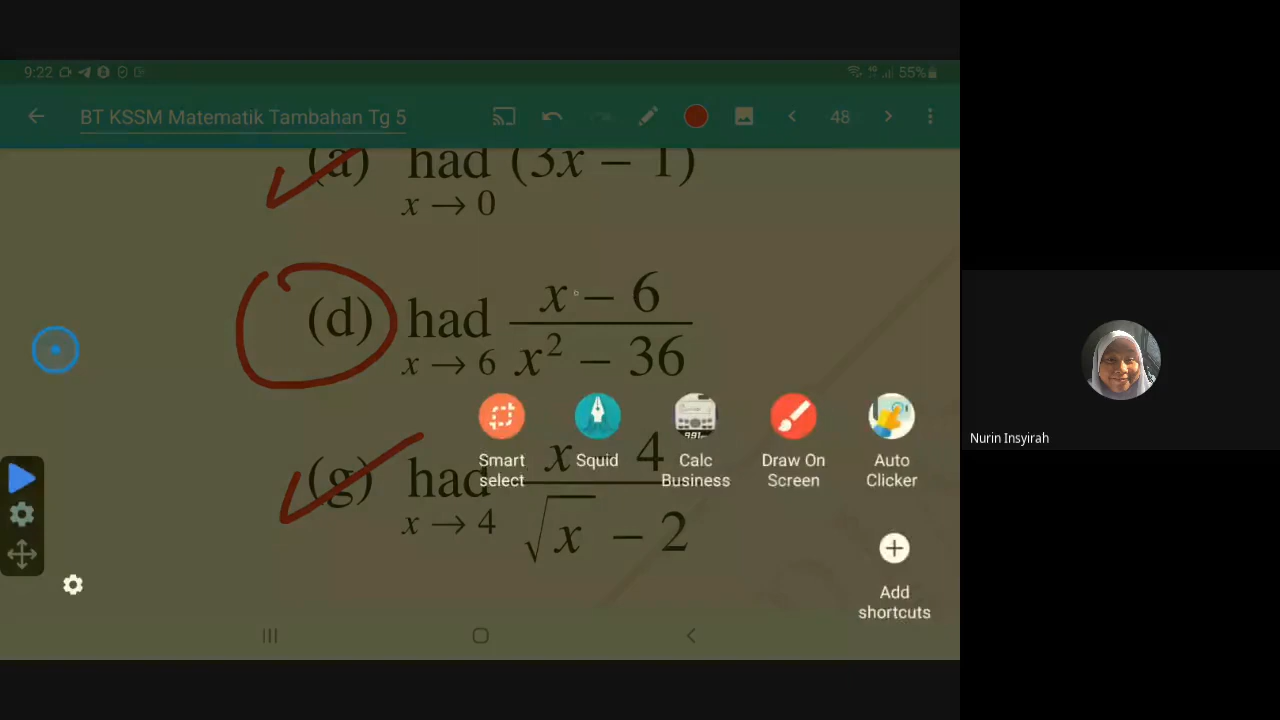 9:22 55%
BT KSSM Matematik Tambahan Tg 5 48
(a) had (3x – 1)
x → 0
(d) had x – 6
x → 6 x² – 36
Smart select
Squid
991
Calc Business
Draw On Screen
Auto Clicker
(g) had x – 4
x → 4 √x – 2
Add shortcuts
Nurin Insyirah